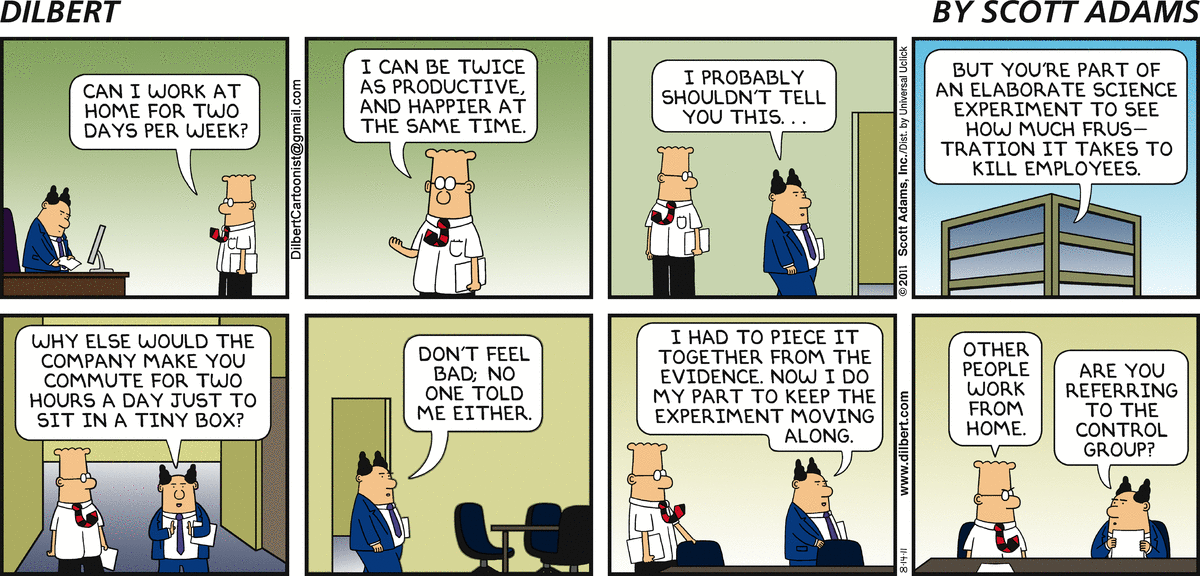 DILBERT
BY SCOTT ADAMS
CAN I WORK AT
HOME FOR TWO
DAYS PER WEEK?
DilbertCartoonist@gmail.com
I CAN BE TWICE
AS PRODUCTIVE,
AND HAPPIER AT
THE SAME TIME.
I PROBABLY
SHOULDN'T TELL
YOU THIS...
©2011 Scott Adams, Inc./Dist. by Universal Uclick
BUT YOU'RE PART OF
AN ELABORATE SCIENCE
EXPERIMENT TO SEE
HOW MUCH FRUS-
TRATION IT TAKES TO
KILL EMPLOYEES.
WHY ELSE WOULD THE
COMPANY MAKE YOU
COMMUTE FOR TWO
HOURS A DAY JUST TO
SIT IN A TINY BOX?
DON'T FEEL
BAD; NO
ONE TOLD
ME EITHER.
I HAD TO PIECE IT
TOGETHER FROM THE
EVIDENCE. NOW I DO
MY PART TO KEEP THE
EXPERIMENT MOVING
ALONG.
8-14-11
www.dilbert.com
OTHER
PEOPLE
WORK
FROM
HOME.
ARE YOU
REFERRING
TO THE
CONTROL
GROUP?